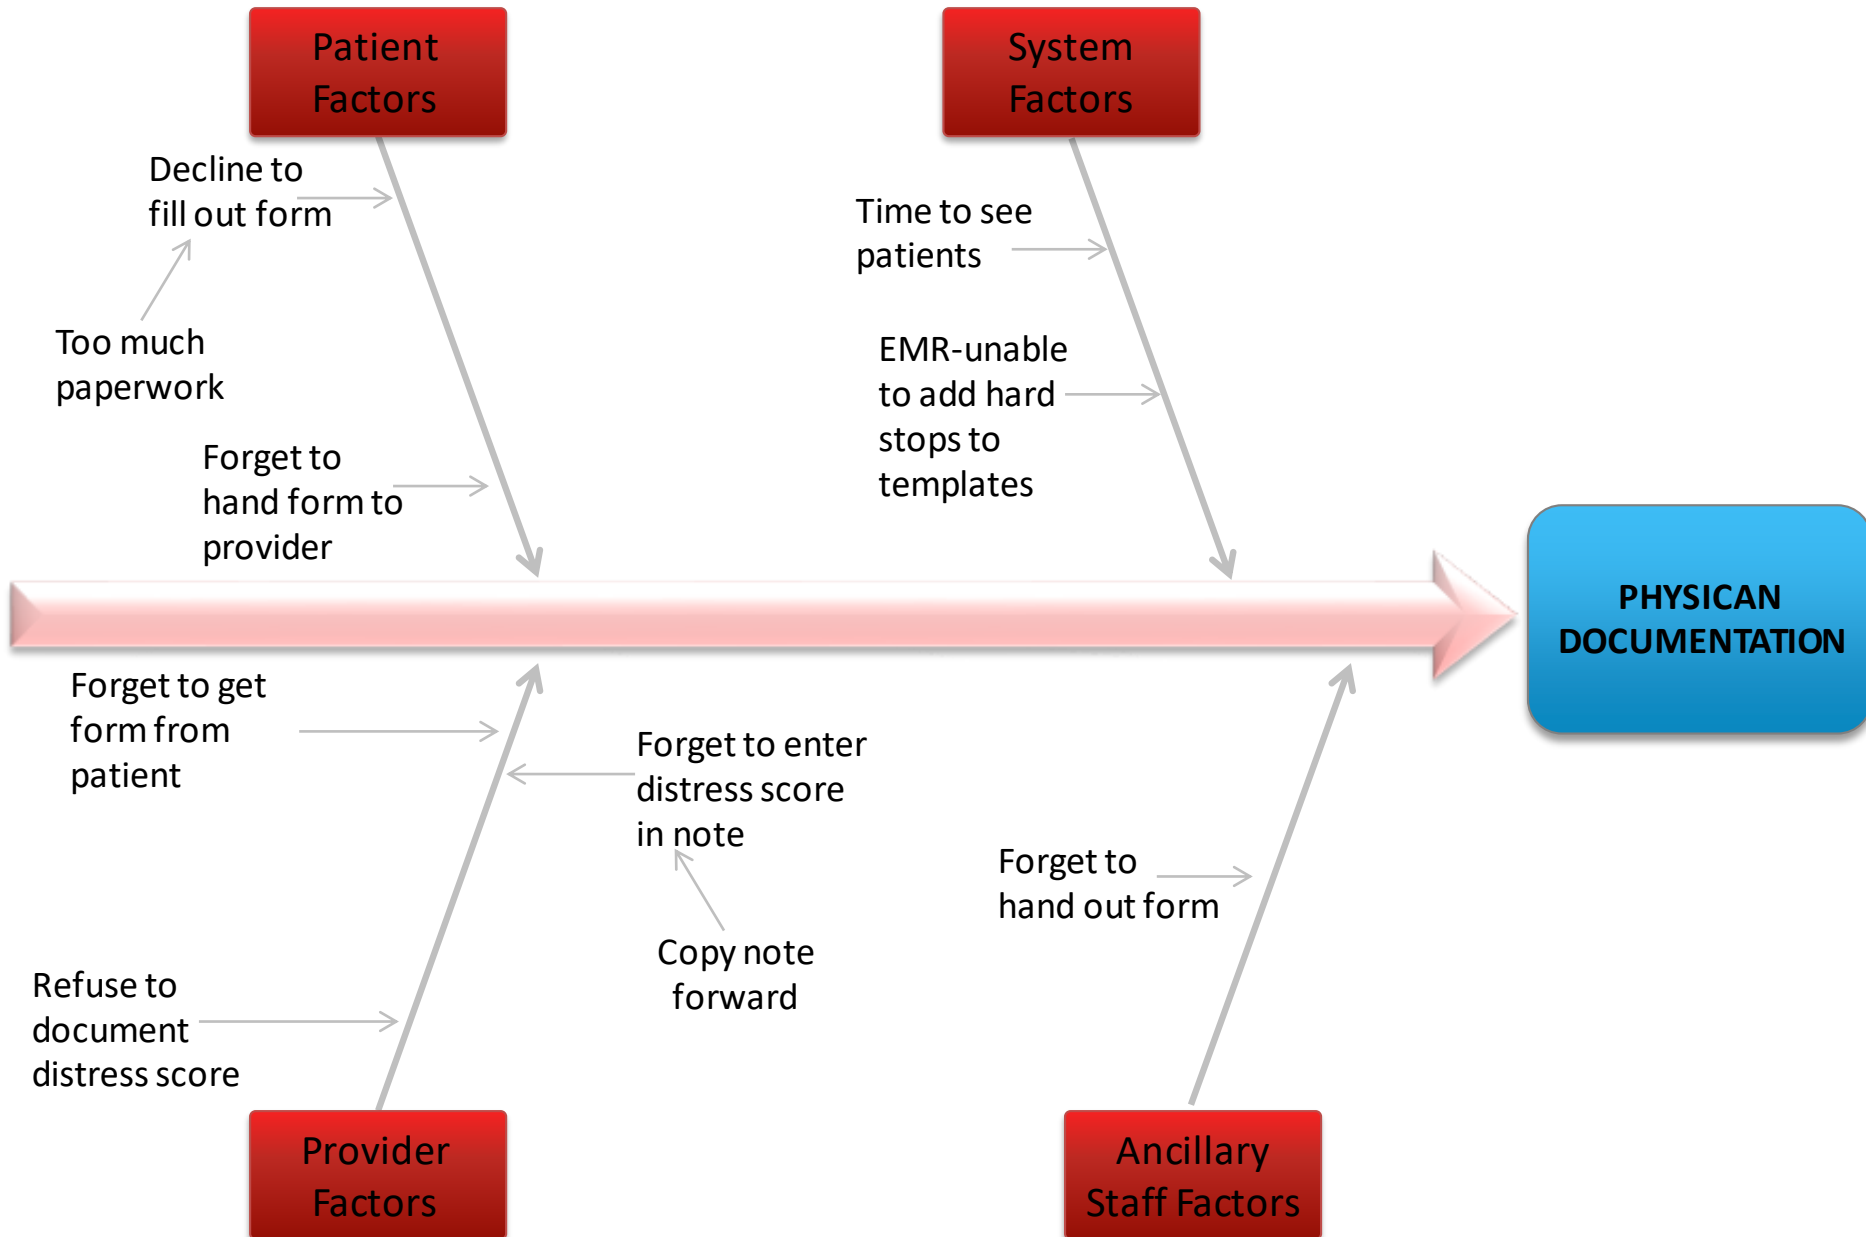 Patient
Factors
System
Factors
Decline to
fill out form
Time to see
patients
Too much
paperwork
EMR-unable
to add hard
stops to
templates
Forget to
hand form to
provider
PHYSICAN
DOCUMENTATION
Forget to get
form from
patient
Forget to enter
distress score
in note
Forget to
hand out form
Copy note
forward
Refuse to
document
distress score
Provider
Factors
Ancillary
Staff Factors